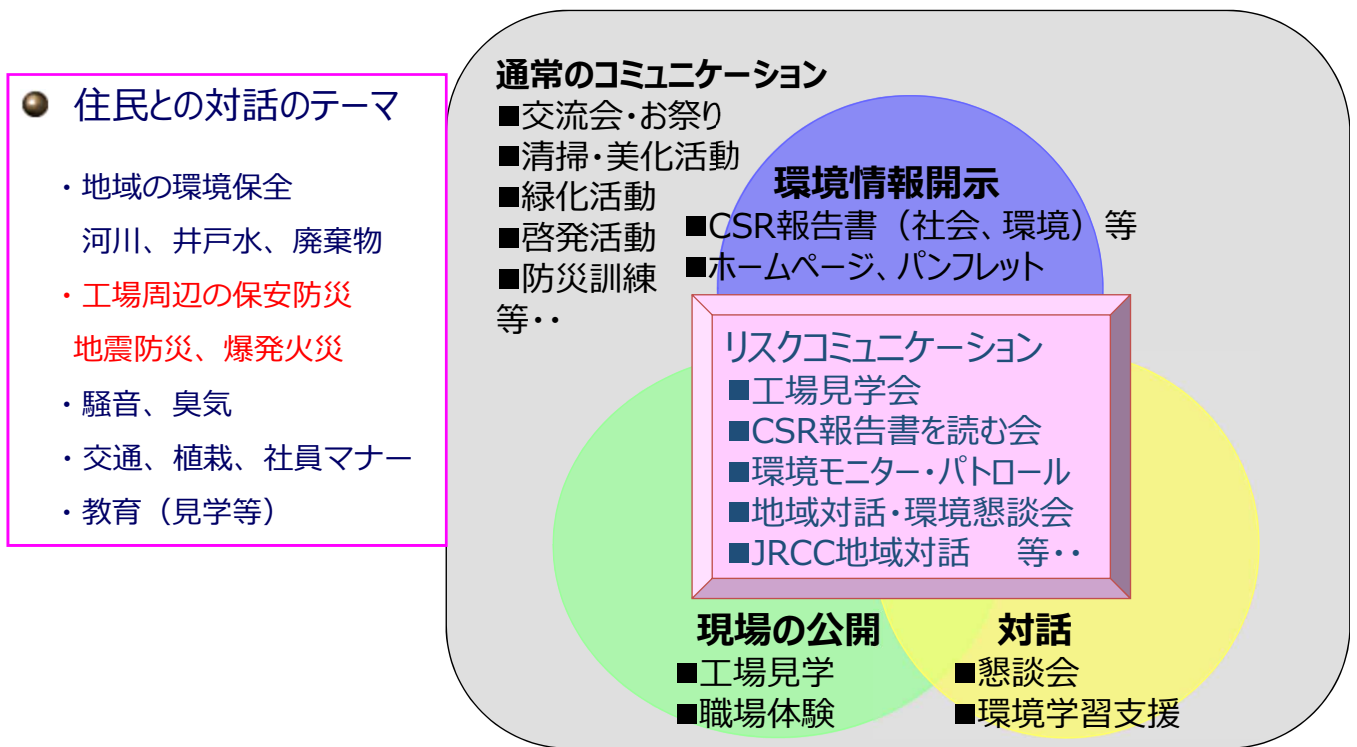 住民との対話のテーマ
・地域の環境保全
河川、井戸水、廃棄物
・工場周辺の保安防災
地震防災、爆発火災
・騒音、臭気
・交通、植栽、社員マナー
・教育（見学等）
通常のコミュニケーション
■交流会・お祭り
■清掃・美化活動
■緑化活動
■啓発活動
■防災訓練
等・・
環境情報開示
■CSR報告書（社会、環境）等
■ホームページ、パンフレット
リスクコミュニケーション
■工場見学会
■CSR報告書を読む会
■環境モニター・パトロール
■地域対話・環境懇談会
■JRCC地域対話　等・・
現場の公開
■工場見学
■職場体験
対話
■懇談会
■環境学習支援